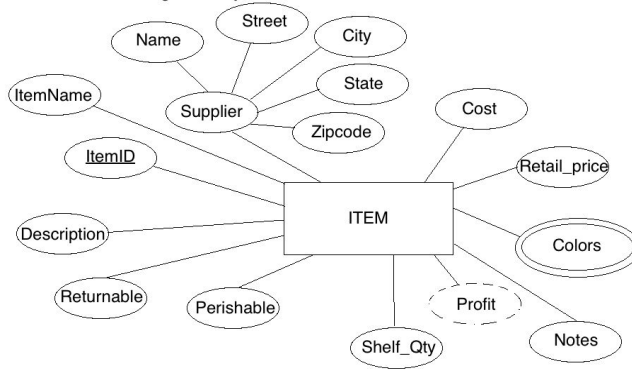 Street
Name
City
State
ItemName
Supplier
Cost
Zipcode
ItemID
Retail_price
ITEM
Description
Colors
Returnable
Perishable
Profit
Notes
Shelf_Qty